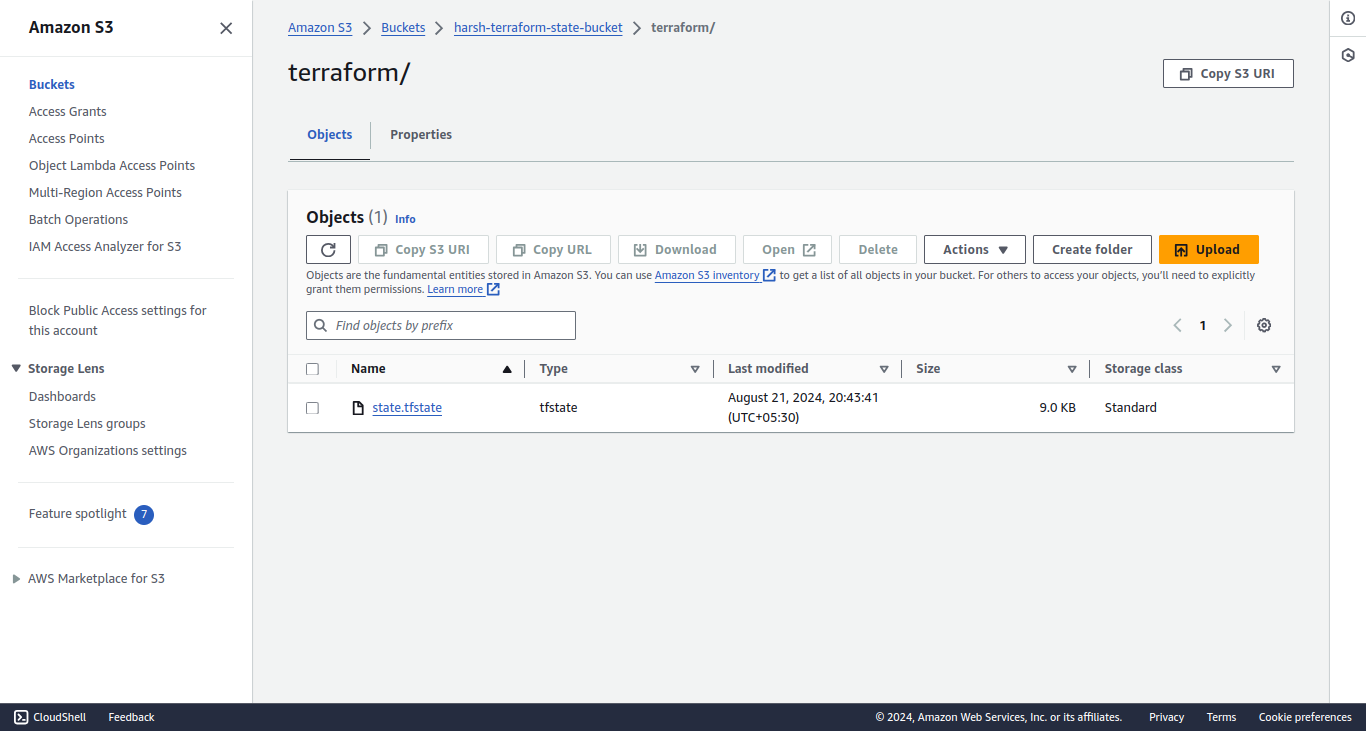 Amazon S3
Buckets
Access Grants
Access Points
Object Lambda Access Points
Multi-Region Access Points
Batch Operations
IAM Access Analyzer for S3
Block Public Access settings for
this account
Storage Lens
Dashboards
Storage Lens groups
AWS Organizations settings
Feature spotlight 7
AWS Marketplace for S3
Amazon S3 Buckets harsh-terraform-state-bucket terraform/
terraform/
Copy S3 URI
Objects Properties
Objects (1) Info
Copy S3 URI Copy URL Download Open Delete Actions Create folder Upload
Objects are the fundamental entities stored in Amazon S3. You can use Amazon S3 inventory to get a list of all objects in your bucket. For others to access your objects, you'll need to explicitly
grant them permissions. Learn more
Find objects by prefix
1
Name Type Last modified Size Storage class
state.tfstate tfstate August 21, 2024, 20:43:41 9.0 KB Standard
(UTC+05:30)
CloudShell Feedback © 2024, Amazon Web Services, Inc. or its affiliates. Privacy Terms Cookie preferences